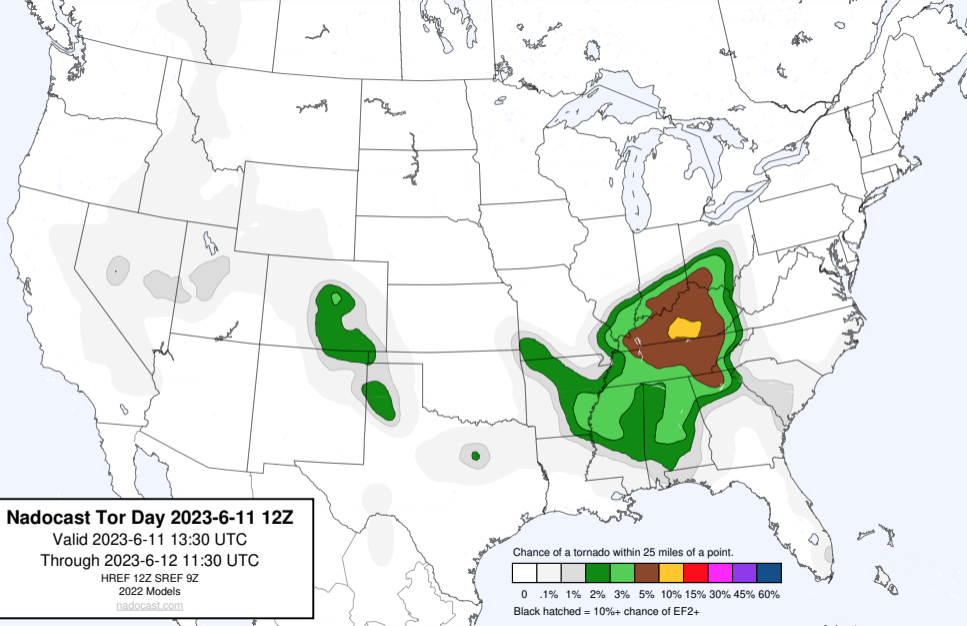 Nadocast Tor Day 2023-6-11 12Z
Valid 2023-6-11 13:30 UTC
Through 2023-6-12 11:30 UTC
HREF 12Z SREF 9Z
2022 Models
nadocast.com
Chance of a tornado within 25 miles of a point.
0 .1% 1% 2% 3% 5% 10% 15% 30% 45% 60%
Black hatched = 10%+ chance of EF2+